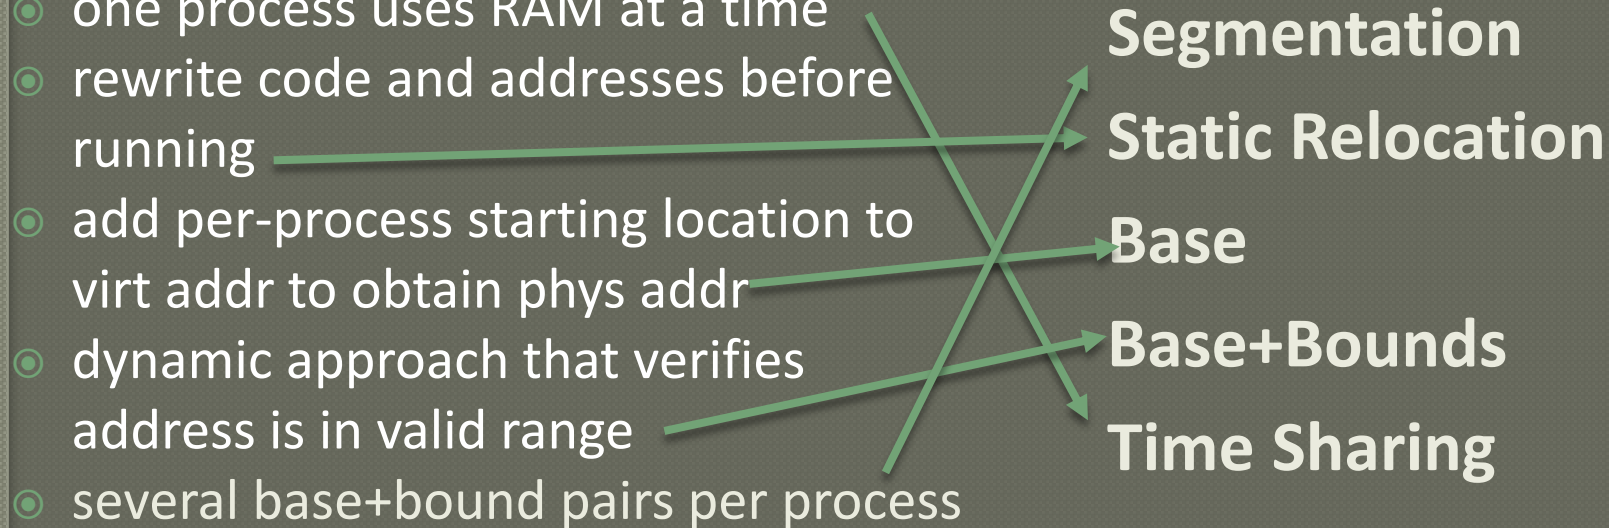 one process uses RAM at a time
rewrite code and addresses before
running
add per-process starting location to
virt addr to obtain phys addr
dynamic approach that verifies
address is in valid range
several base+bound pairs per process
Segmentation
Static Relocation
Base
Base+Bounds
Time Sharing